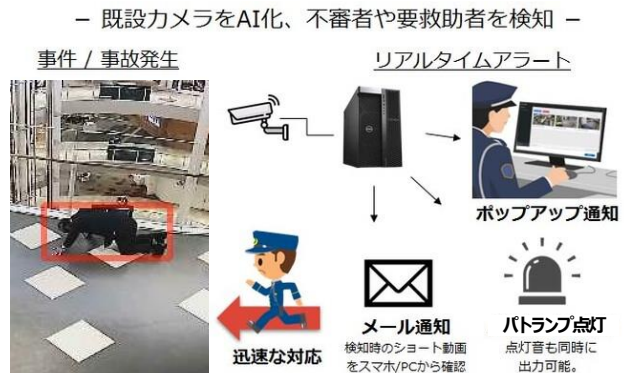 － 既設カメラをAI化、不審者や要救助者を検知 －
事件 / 事故発生
リアルタイムアラート
ポップアップ通知
迅速な対応
メール通知
検知時のショート動画
をスマホ/PCから確認
パトランプ点灯
点灯音も同時に
出力可能。